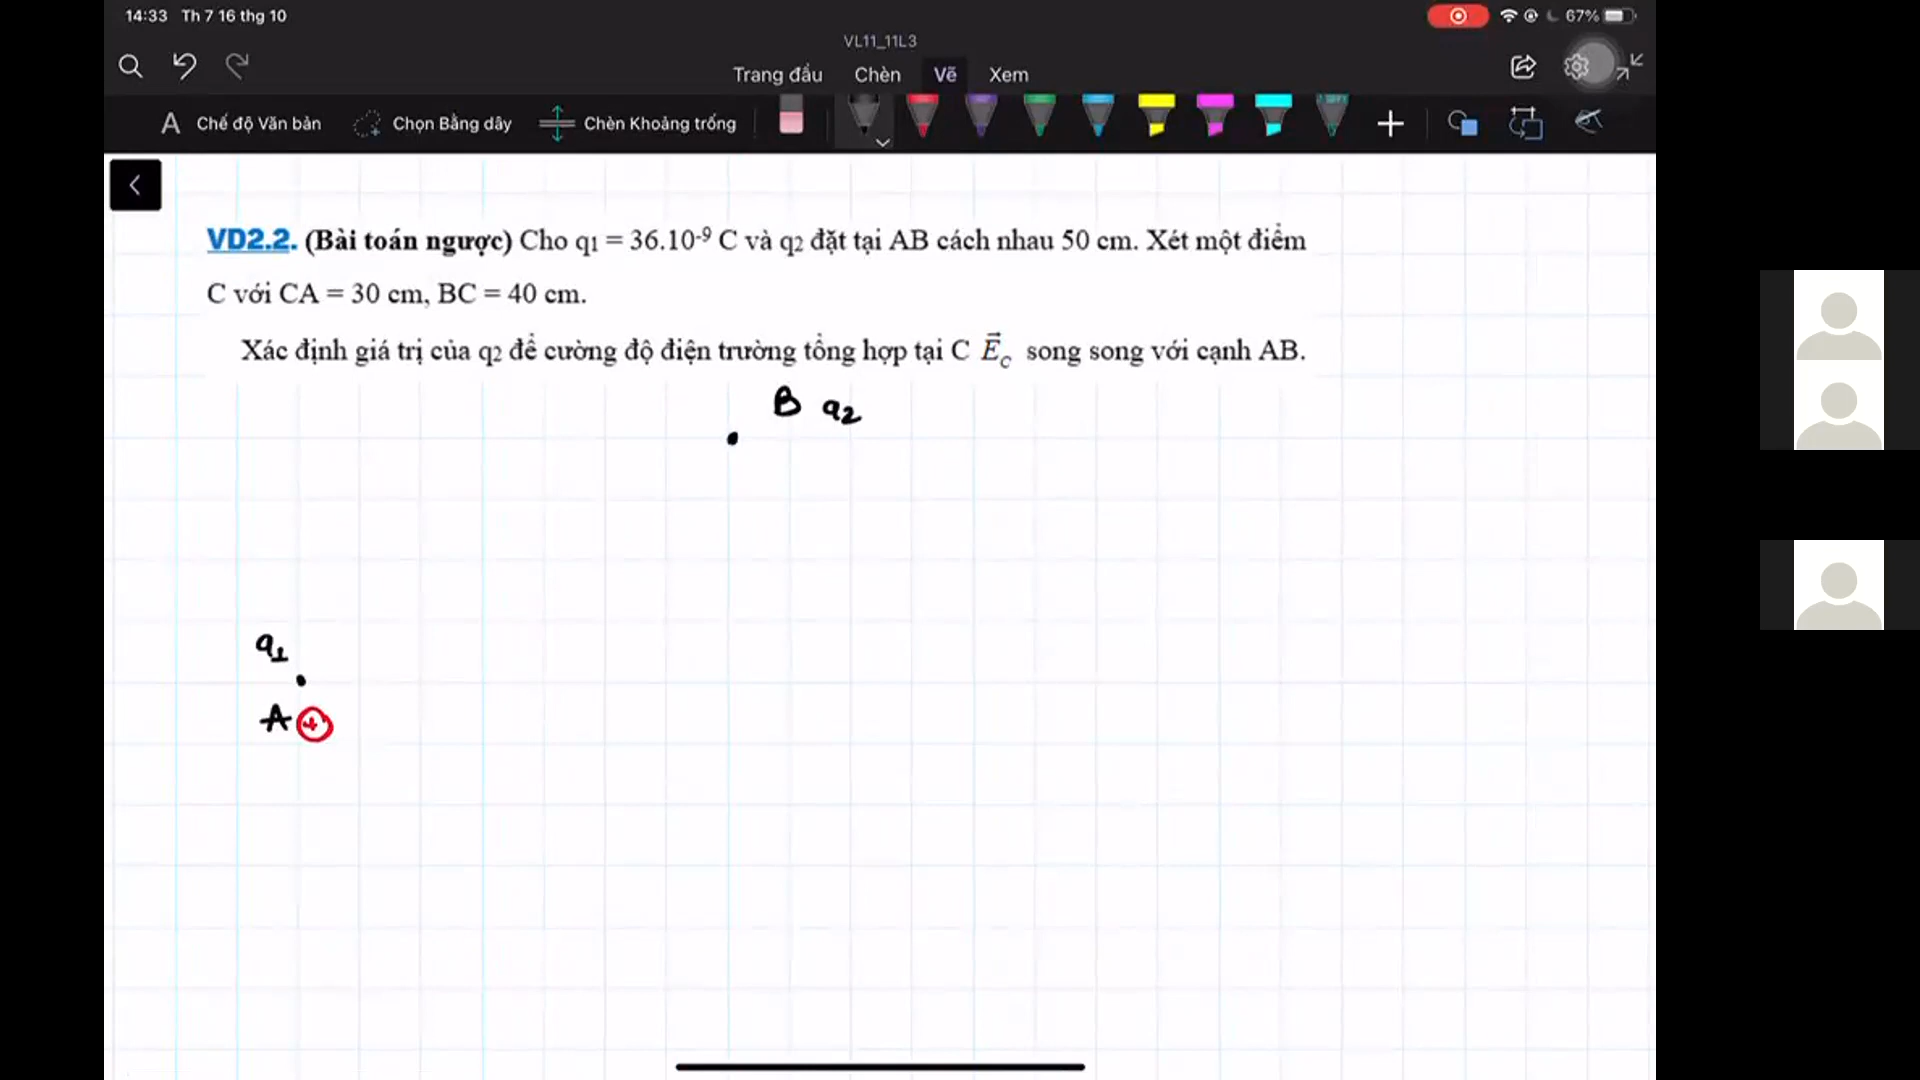 14:33 Th 7 16 thg 10
67%
VL11_11L3
Trang đầu Chèn Vẽ Xem
A Chế độ Văn bản Chọn Bằng dây Chèn Khoảng trống
VD2.2. (Bài toán ngược) Cho q1 = 36.10-9 C và q2 đặt tại AB cách nhau 50 cm. Xét một điểm
C với CA = 30 cm, BC = 40 cm.
Xác định giá trị của q2 để cường độ điện trường tổng hợp tại C E⃗c song song với cạnh AB.
B q2
q1
A +